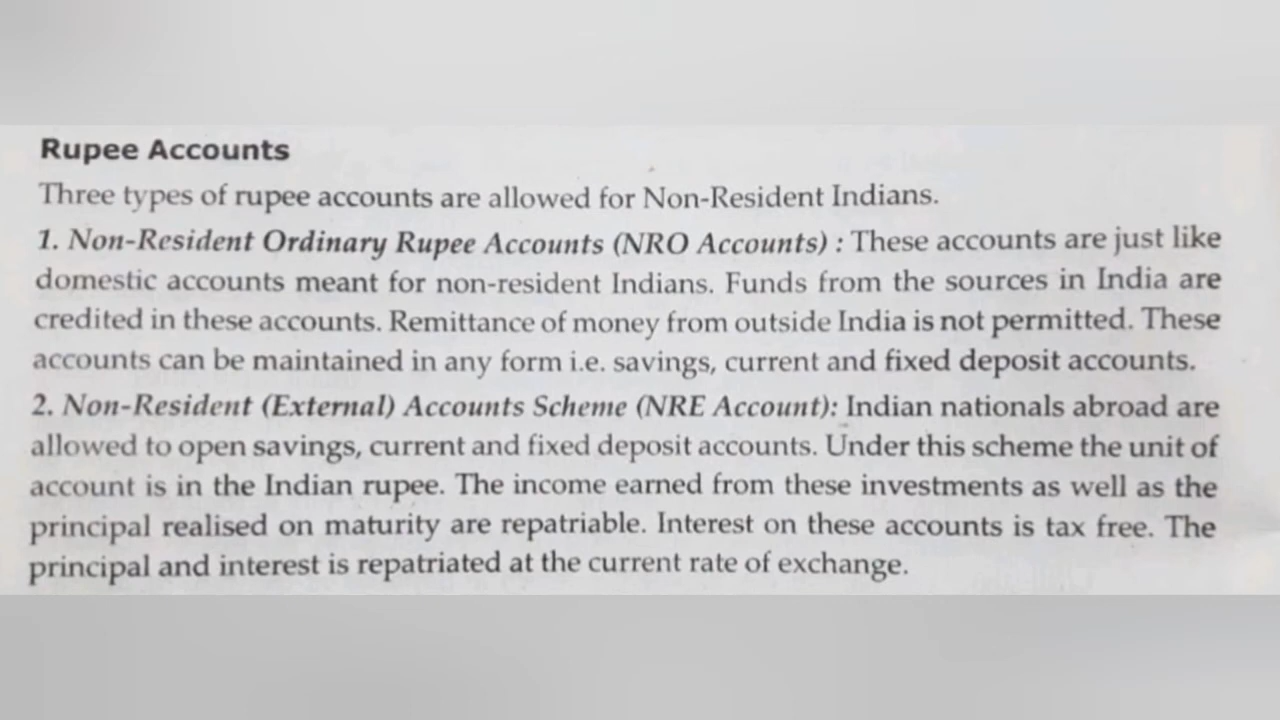 Rupee Accounts
Three types of rupee accounts are allowed for Non-Resident Indians.
1. Non-Resident Ordinary Rupee Accounts (NRO Accounts) : These accounts are just like
domestic accounts meant for non-resident Indians. Funds from the sources in India are
credited in these accounts. Remittance of money from outside India is not permitted. These
accounts can be maintained in any form i.e. savings, current and fixed deposit accounts.
2. Non-Resident (External) Accounts Scheme (NRE Account): Indian nationals abroad are
allowed to open savings, current and fixed deposit accounts. Under this scheme the unit of
account is in the Indian rupee. The income earned from these investments as well as the
principal realised on maturity are repatriable. Interest on these accounts is tax free. The
principal and interest is repatriated at the current rate of exchange.